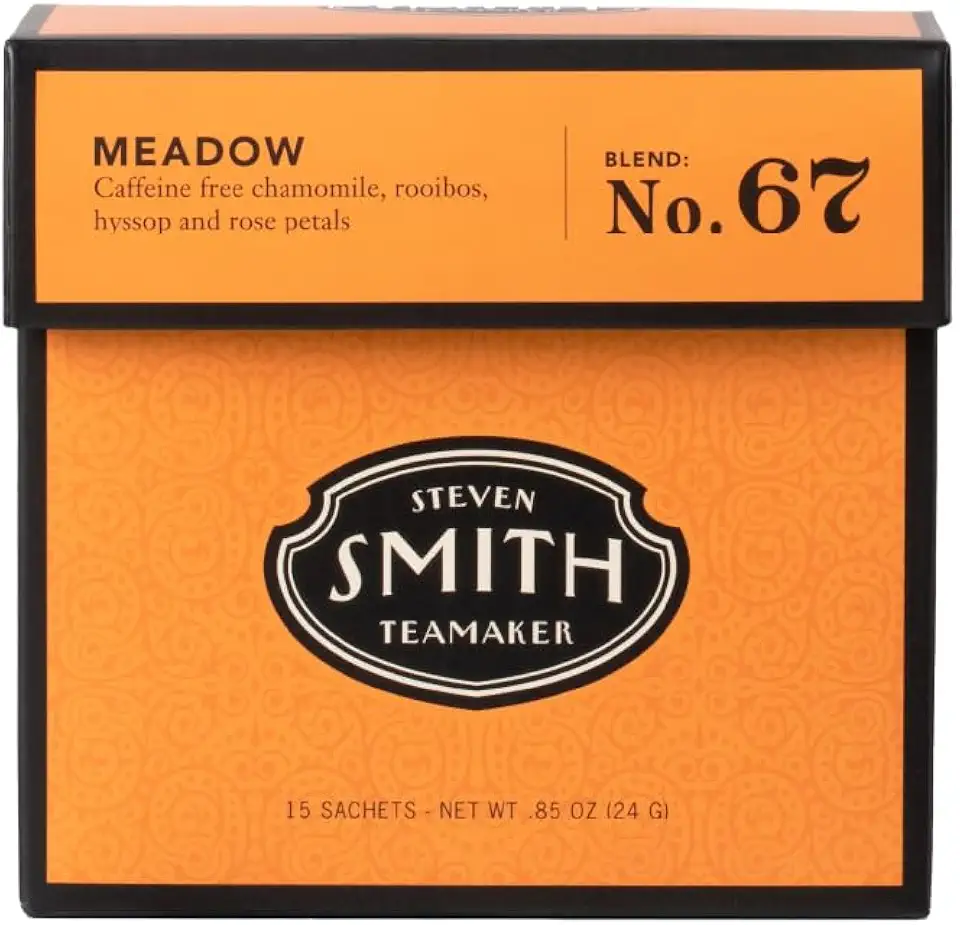 MEADOW
Caffeine free chamomile, rooibos,
hyssop and rose petals
BLEND:
No. 67
STEVEN
SMITH
TEAMAKER
15 SACHETS - NET WT .85 OZ (24 G)